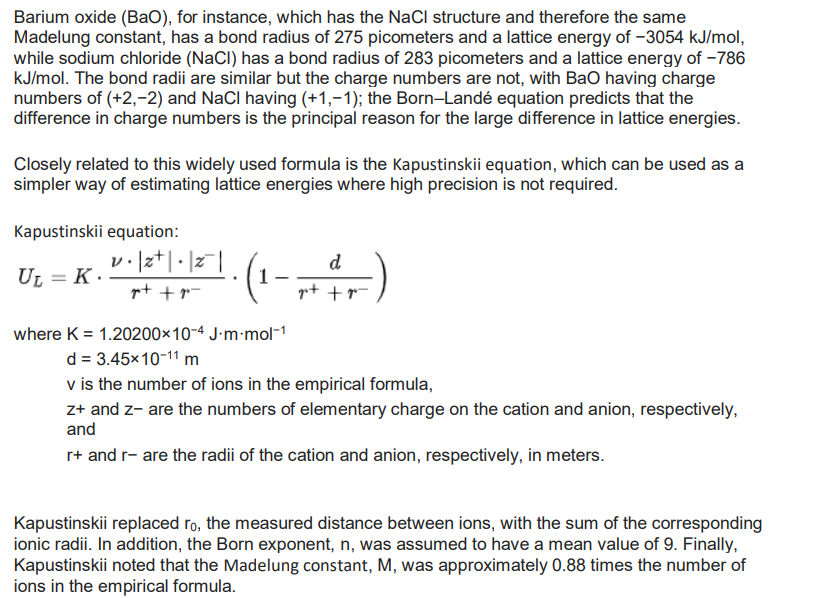 Barium oxide (BaO), for instance, which has the NaCl structure and therefore the same
Madelung constant, has a bond radius of 275 picometers and a lattice energy of −3054 kJ/mol,
while sodium chloride (NaCl) has a bond radius of 283 picometers and a lattice energy of −786
kJ/mol. The bond radii are similar but the charge numbers are not, with BaO having charge
numbers of (+2,−2) and NaCl having (+1,−1); the Born–Landé equation predicts that the
difference in charge numbers is the principal reason for the large difference in lattice energies.
Closely related to this widely used formula is the Kapustinskii equation, which can be used as a
simpler way of estimating lattice energies where high precision is not required.
Kapustinskii equation:
U_L = K · (ν · |z⁺| · |z⁻|) / (r⁺ + r⁻) · (1 − d / (r⁺ + r⁻))
where K = 1.20200×10⁻⁴ J·m·mol⁻¹
d = 3.45×10⁻¹¹ m
v is the number of ions in the empirical formula,
z+ and z− are the numbers of elementary charge on the cation and anion, respectively,
and
r+ and r− are the radii of the cation and anion, respectively, in meters.
Kapustinskii replaced r₀, the measured distance between ions, with the sum of the corresponding
ionic radii. In addition, the Born exponent, n, was assumed to have a mean value of 9. Finally,
Kapustinskii noted that the Madelung constant, M, was approximately 0.88 times the number of
ions in the empirical formula.